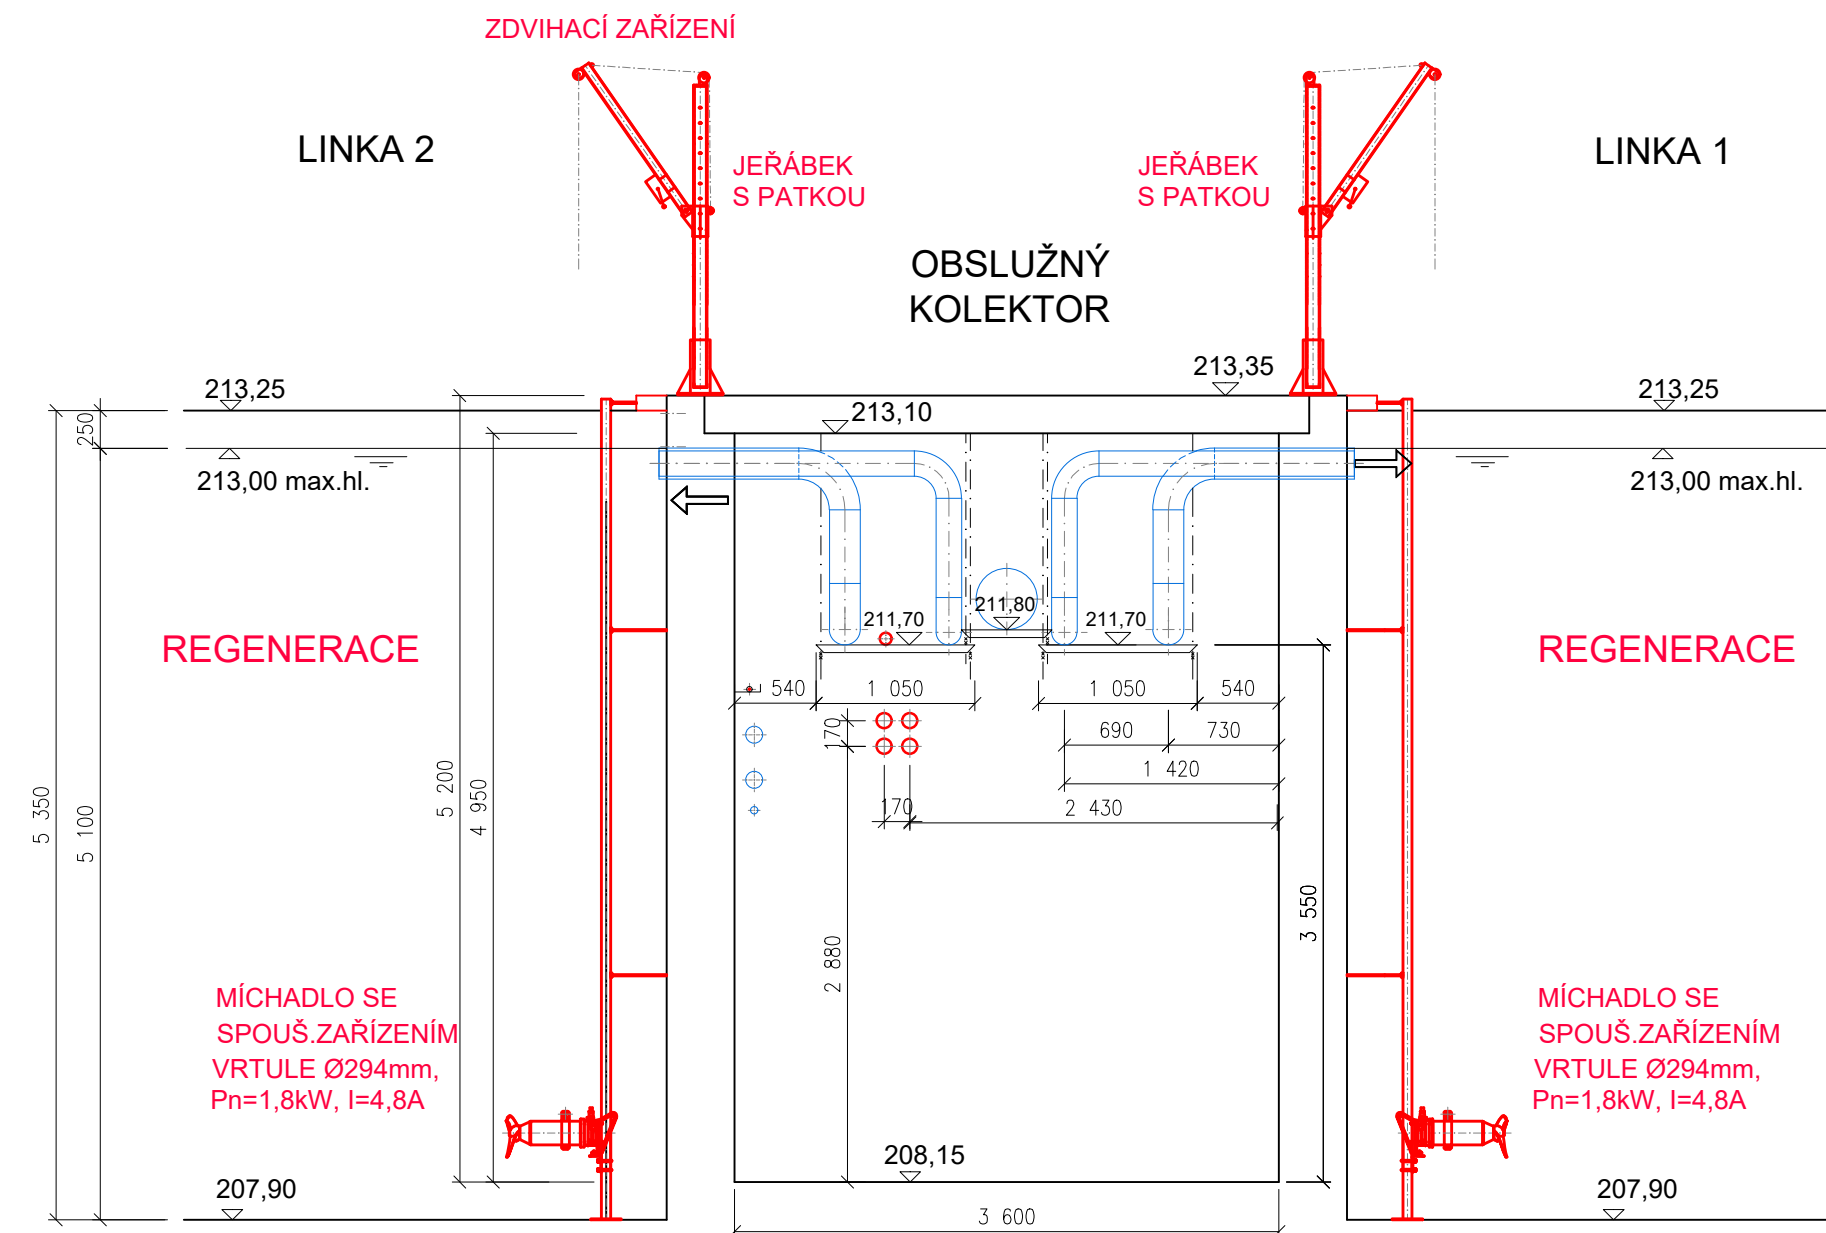 ZDVIHACÍ ZAŘÍZENÍ
LINKA 2
LINKA 1
JEŘÁBEK
S PATKOU
JEŘÁBEK
S PATKOU
OBSLUŽNÝ
KOLEKTOR
213,35
213,25
213,25
213,10
250
213,00 max.hl.
213,00 max.hl.
211,70
211,80
211,70
REGENERACE
REGENERACE
540
1 050
1 050
540
170
690
730
1 420
170
2 430
5 350
5 100
5 200
4 950
2 880
3 550
MÍCHADLO SE
SPOUŠ.ZAŘÍZENÍM
VRTULE Ø294mm,
Pn=1,8kW, I=4,8A
MÍCHADLO SE
SPOUŠ.ZAŘÍZENÍM
VRTULE Ø294mm,
Pn=1,8kW, I=4,8A
208,15
207,90
207,90
3 600